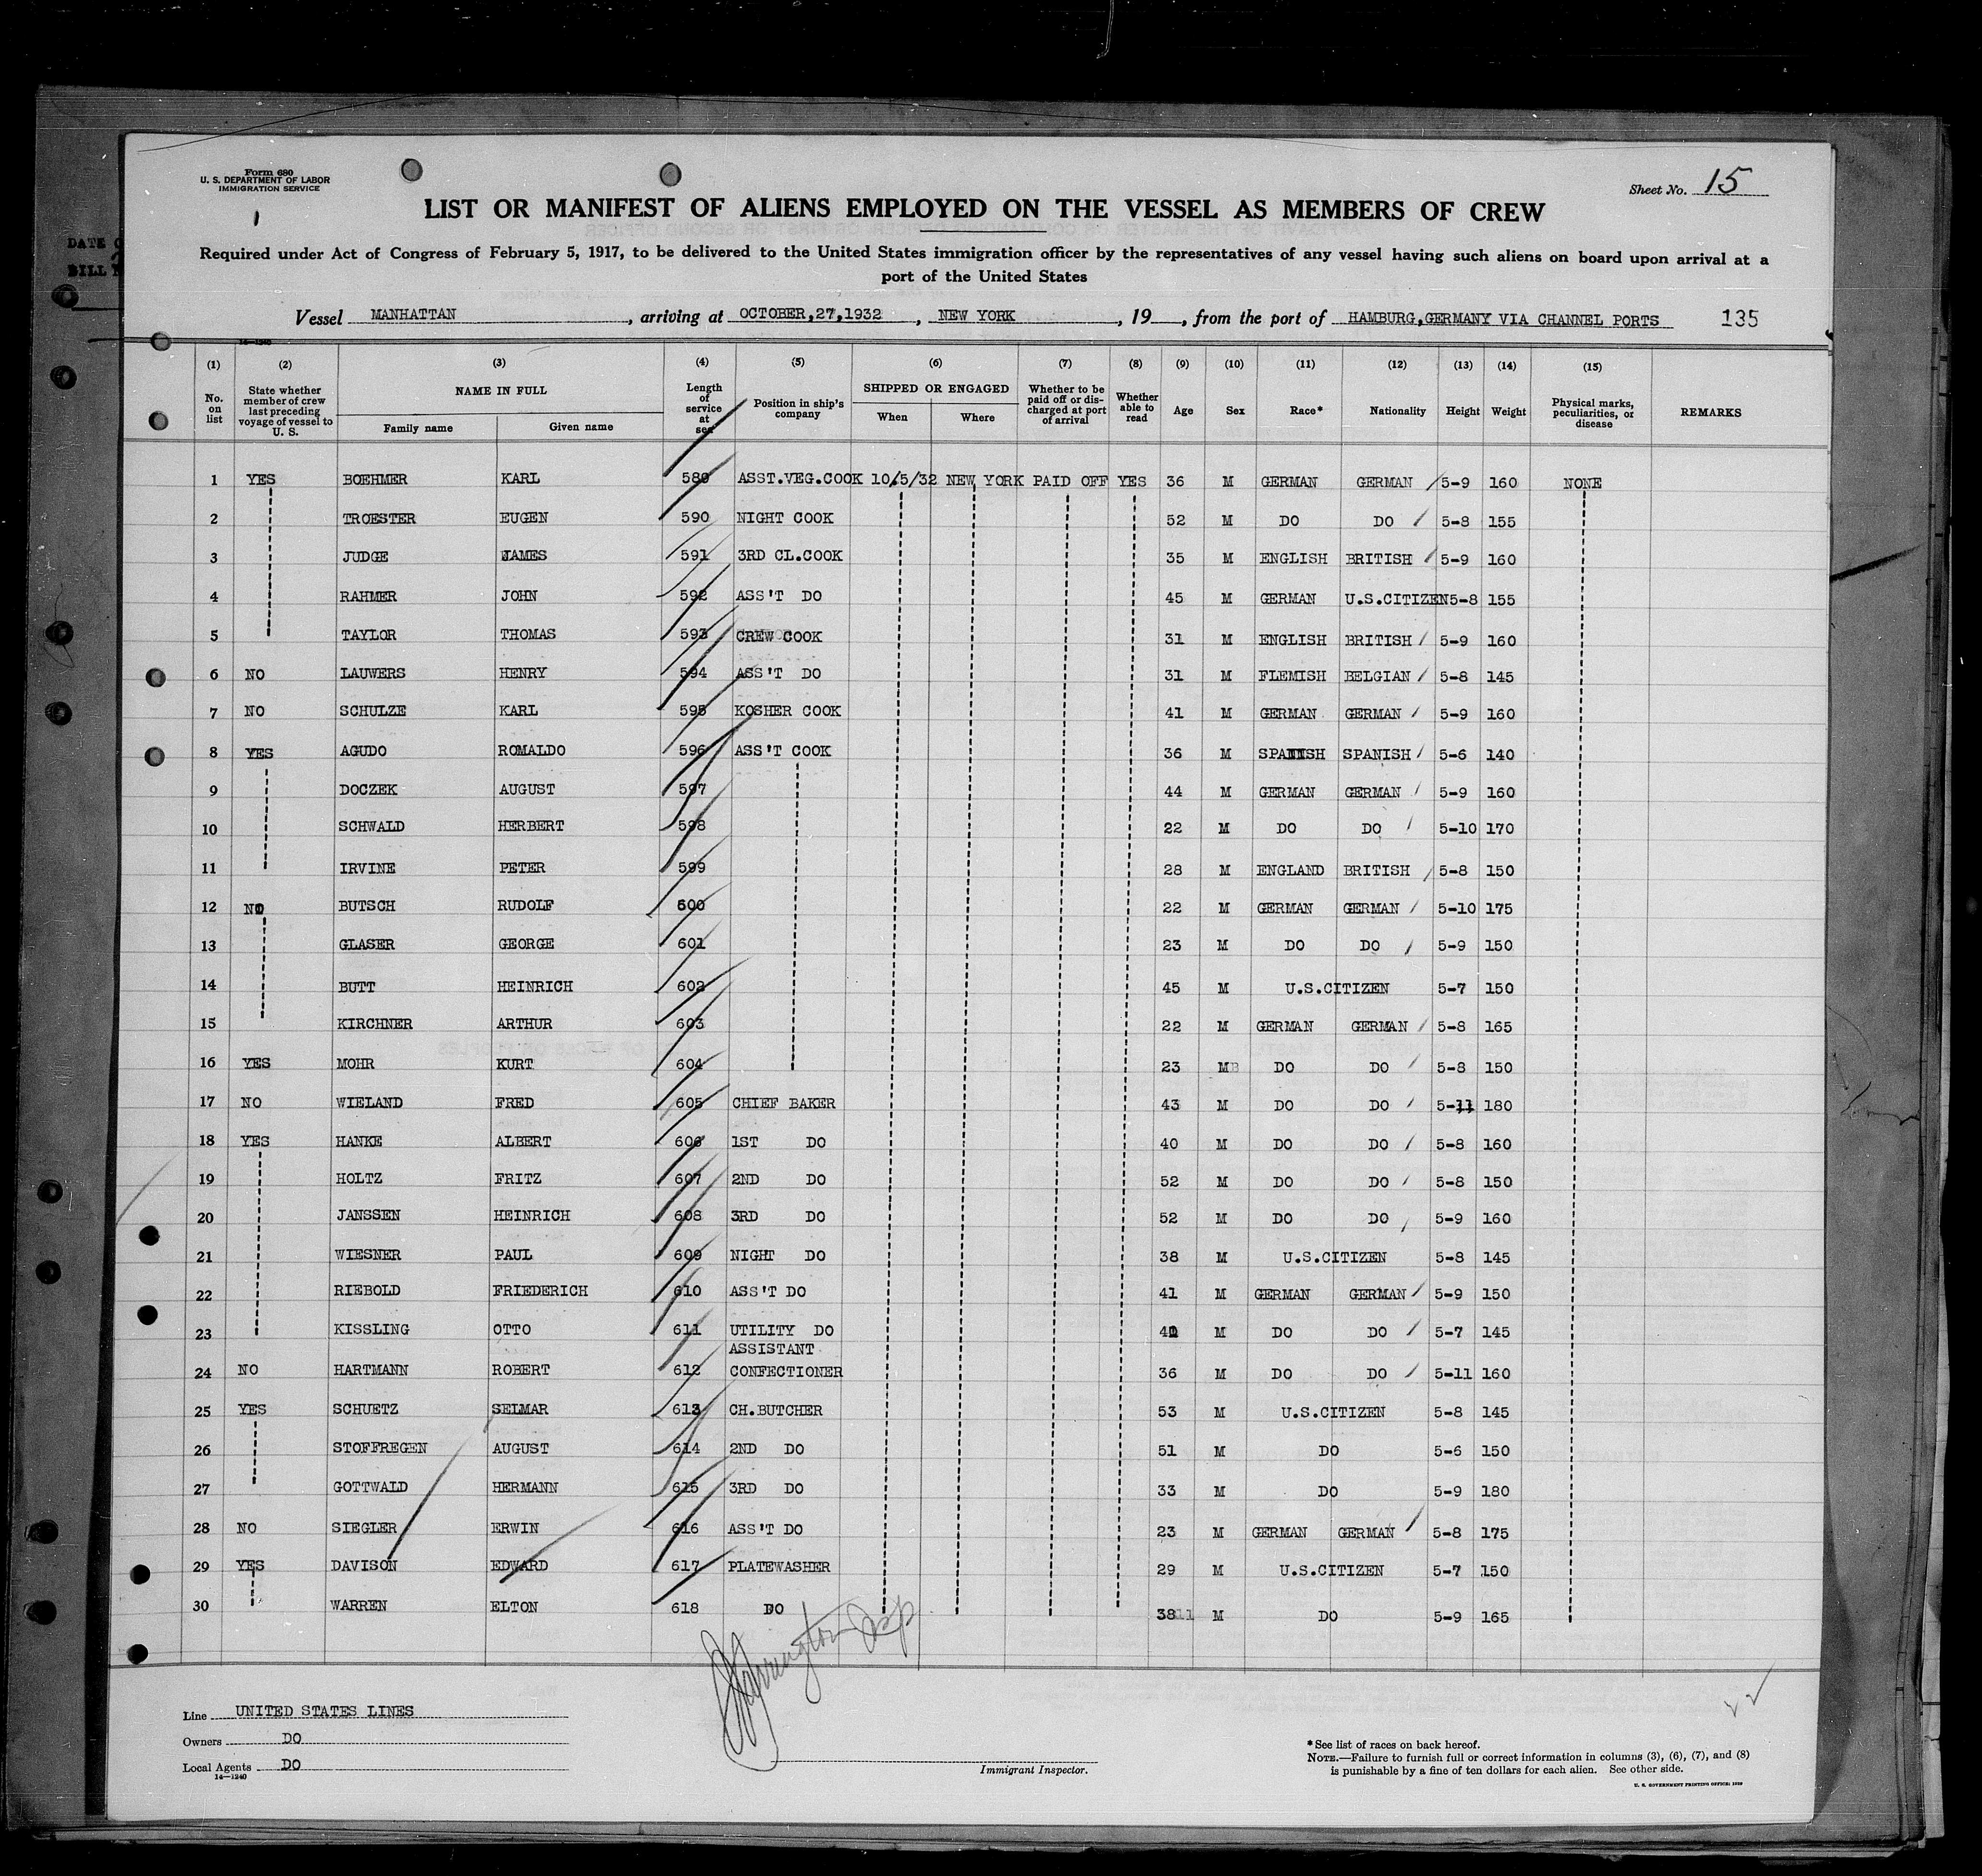 Form 680
U. S. DEPARTMENT OF LABOR
IMMIGRATION SERVICE
Sheet No. 15
LIST OR MANIFEST OF ALIENS EMPLOYED ON THE VESSEL AS MEMBERS OF CREW
Required under Act of Congress of February 5, 1917, to be delivered to the United States immigration officer by the representatives of any vessel having such aliens on board upon arrival at a
port of the United States
DATE
BILL
Vessel MANHATTAN, arriving at OCTOBER,27,1932, NEW YORK, 19, from the port of HAMBURG,GERMANY VIA CHANNEL PORTS 135
14-1240
(1) (2) (3) (4) (5) (6) (7) (8) (9) (10) (11) (12) (13) (14) (15)
No. on list State whether member of crew last preceding voyage of vessel to U. S. NAME IN FULL Family name Given name Length of service at sea Position in ship's company SHIPPED OR ENGAGED When Where Whether to be paid off or discharged at port of arrival Whether able to read Age Sex Race* Nationality Height Weight Physical marks, peculiarities, or disease REMARKS
1 YES BOEHMER KARL 589 ASST.VEG.COOK 10/5/32 NEW YORK PAID OFF YES 36 M GERMAN GERMAN 5-9 160 NONE
2 TROESTER EUGEN 590 NIGHT COOK 52 M DO DO 5-8 155
3 JUDGE JAMES 591 3RD CL.COOK 35 M ENGLISH BRITISH 5-9 160
4 RAHMER JOHN 592 ASS'T DO 45 M GERMAN U.S.CITIZEN 5-8 155
5 TAYLOR THOMAS 593 CREW COOK 31 M ENGLISH BRITISH 5-9 160
6 NO LAUWERS HENRY 594 ASS'T DO 31 M FLEMISH BELGIAN 5-8 145
7 NO SCHULZE KARL 595 KOSHER COOK 41 M GERMAN GERMAN 5-9 160
8 YES AGUDO ROMALDO 596 ASS'T COOK 36 M SPANISH SPANISH 5-6 140
9 DOCZEK AUGUST 597 44 M GERMAN GERMAN 5-9 160
10 SCHWALD HERBERT 598 22 M DO DO 5-10 170
11 IRVINE PETER 599 28 M ENGLAND BRITISH 5-8 150
12 NO BUTSCH RUDOLF 600 22 M GERMAN GERMAN 5-10 175
13 GLASER GEORGE 601 23 M DO DO 5-9 150
14 BUTT HEINRICH 602 45 M U.S.CITIZEN 5-7 150
15 KIRCHNER ARTHUR 603 22 M GERMAN GERMAN 5-8 165
16 YES MOHR KURT 604 23 M DO DO 5-8 150
17 NO WIELAND FRED 605 CHIEF BAKER 43 M DO DO 5-11 180
18 YES HANKE ALBERT 606 1ST DO 40 M DO DO 5-8 160
19 HOLTZ FRITZ 607 2ND DO 52 M DO DO 5-8 150
20 JANSSEN HEINRICH 608 3RD DO 52 M DO DO 5-9 160
21 WIESNER PAUL 609 NIGHT DO 38 M U.S.CITIZEN 5-8 145
22 RIEBOLD FRIEDERICH 610 ASS'T DO 41 M GERMAN GERMAN 5-9 150
23 KISSLING OTTO 611 UTILITY DO M DO DO 5-7 145
ASSISTANT
24 NO HARTMANN ROBERT 612 CONFECTIONER 36 M DO DO 5-11 160
25 YES SCHUETZ SELMAR 613 CH.BUTCHER 53 M U.S.CITIZEN 5-8 145
26 STOFFREGEN AUGUST 614 2ND DO 51 M DO 5-6 150
27 GOTTWALD HERMANN 615 3RD DO 33 M DO 5-9 180
28 NO SIEGLER ERWIN 616 ASS'T DO 23 M GERMAN GERMAN 5-8 175
29 YES DAVISON EDWARD 617 PLATEWASHER 29 M U.S.CITIZEN 5-7 150
30 WARREN ELTON 618 DO 38 M DO 5-9 165
Line UNITED STATES LINES
Owners DO
Local Agents DO
14-1240
Immigrant Inspector.
*See list of races on back hereof.
NOTE.—Failure to furnish full or correct information in columns (3), (6), (7), and (8)
is punishable by a fine of ten dollars for each alien. See other side.
U. S. GOVERNMENT PRINTING OFFICE: 1929